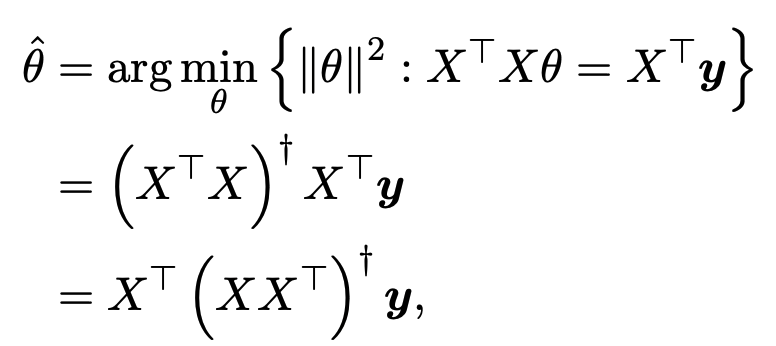 θ̂ = arg min_θ {‖θ‖² : X^⊤Xθ = X^⊤𝒚}
= (X^⊤X)^† X^⊤𝒚
= X^⊤ (XX^⊤)^† 𝒚,